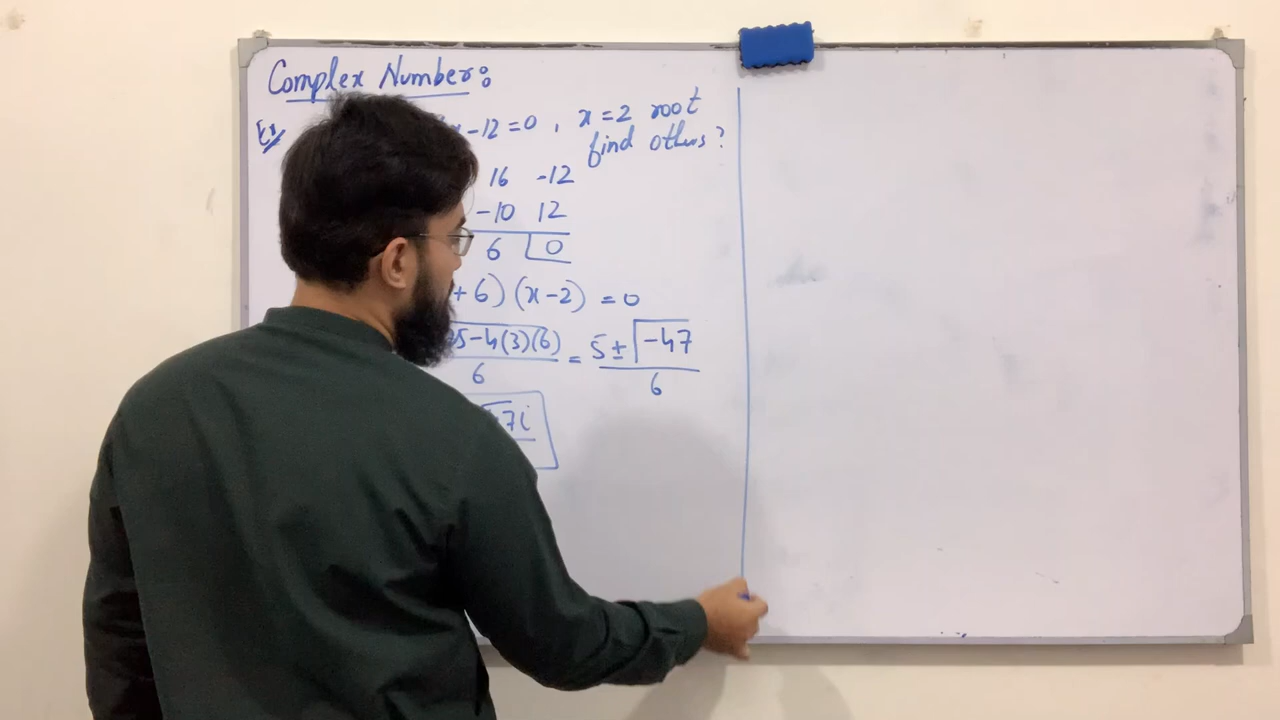 Complex Number:
Ex x-12=0, x=2 root
find others?
16 -12
-10 12
6 0
+6)(x-2) =0
5-4(3)(6) = 5±√-47
6 6
7i